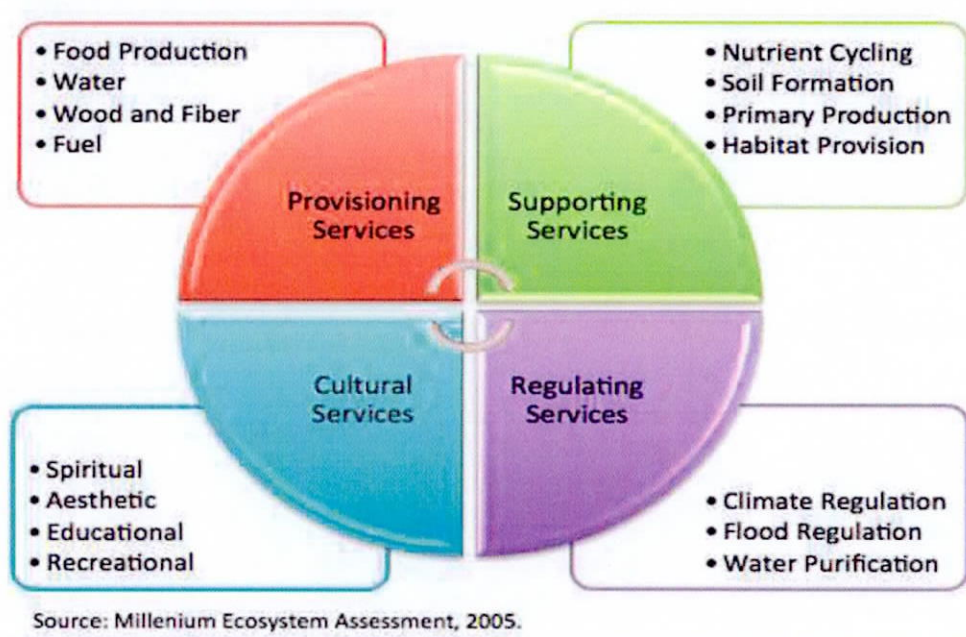 • Food Production
• Water
• Wood and Fiber
• Fuel
• Nutrient Cycling
• Soil Formation
• Primary Production
• Habitat Provision
Provisioning
Services
Supporting
Services
Cultural
Services
Regulating
Services
• Spiritual
• Aesthetic
• Educational
• Recreational
• Climate Regulation
• Flood Regulation
• Water Purification
Source: Millenium Ecosystem Assessment, 2005.